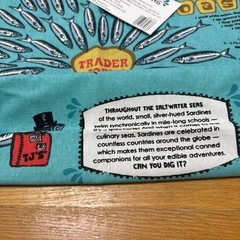 TRADER
JOE'S
THROUGHOUT THE SALTWATER SEAS
of the world, small, silver-hued Sardines
swim synchronically in mile-long schools —
culinary seas, Sardines are celebrated in
countless countries around the globe —
which makes them exceptional canned
companions for all your edible adventures.
CAN YOU DIG IT?
TJ'S